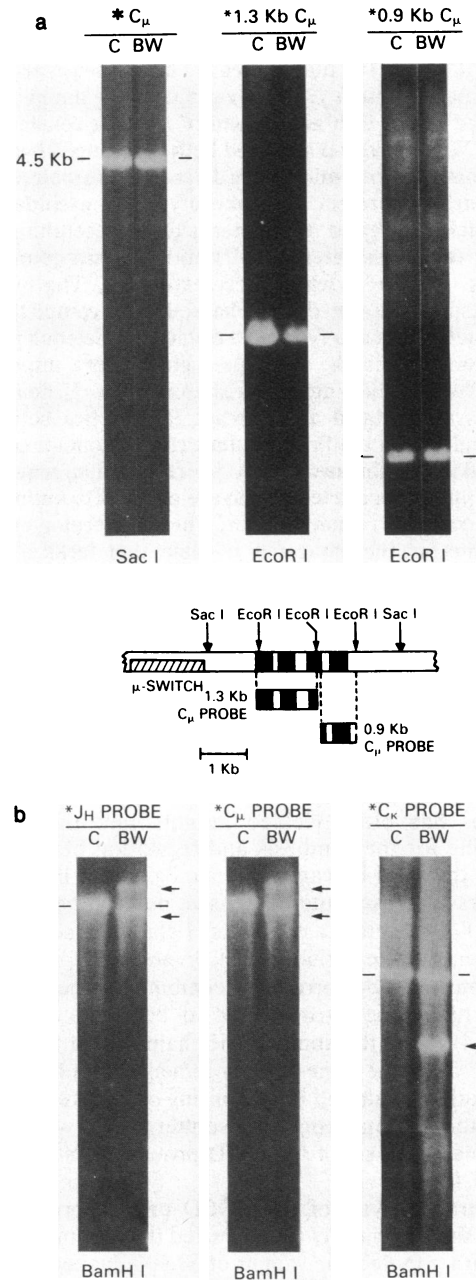 a
* Cμ *1.3 Kb Cμ *0.9 Kb Cμ
C BW C BW C BW
4.5 Kb
Sac I EcoR I EcoR I
Sac I EcoR I EcoR I EcoR I Sac I
μ-SWITCH
1.3 Kb
Cμ PROBE
0.9 Kb
Cμ PROBE
1 Kb
b
*JH PROBE *Cμ PROBE *Cκ PROBE
C BW C BW C BW
BamH I BamH I BamH I